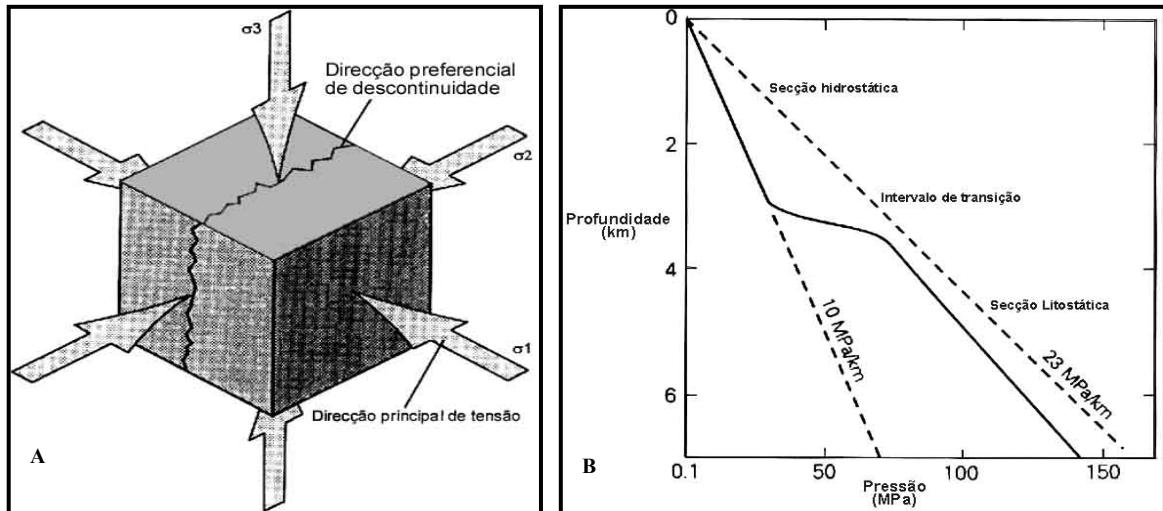 σ3
Direcção preferencial
de descontinuidade
σ2
σ1
Direcção principal de tensão
A
0
2
Profundidade
(km)
4
6
Secção hidrostática
Intervalo de transição
Secção Litostática
10 MPa/km
23 MPa/km
0.1
50
100
150
Pressão
(MPa)
B